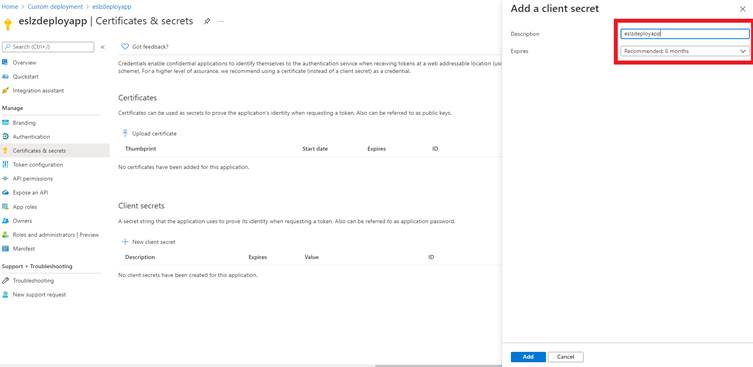 Home > Custom deployment > eslzdeployapp
eslzdeployapp | Certificates & secrets
Search (Ctrl+/)
Overview
Quickstart
Integration assistant
Manage
Branding
Authentication
Certificates & secrets
Token configuration
API permissions
Expose an API
App roles
Owners
Roles and administrators | Preview
Manifest
Support + Troubleshooting
Troubleshooting
New support request
Got feedback?
Credentials enable confidential applications to identify themselves to the authentication service when receiving tokens at a web addressable location (usi
scheme). For a higher level of assurance, we recommend using a certificate (instead of a client secret) as a credential.
Certificates
Certificates can be used as secrets to prove the application's identity when requesting a token. Also can be referred to as public keys.
Upload certificate
Thumbprint Start date Expires ID
No certificates have been added for this application.
Client secrets
A secret string that the application uses to prove its identity when requesting a token. Also can be referred to as application password.
New client secret
Description Expires Value ID
No client secrets have been created for this application.
Add a client secret
Description eslzdeployapp
Expires Recommended: 6 months
Add Cancel